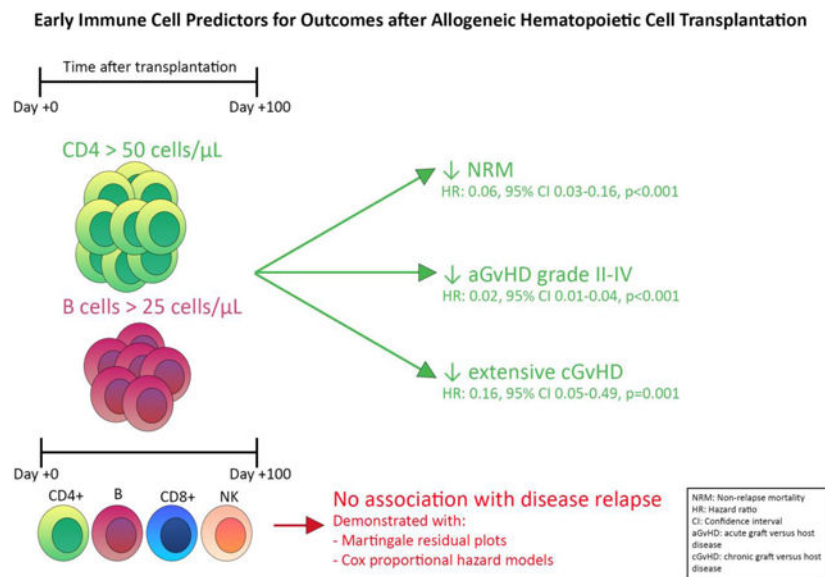 Early Immune Cell Predictors for Outcomes after Allogeneic Hematopoietic Cell Transplantation
Time after transplantation
Day +0
Day +100
CD4 > 50 cells/µL
B cells > 25 cells/µL
↓ NRM
HR: 0.06, 95% CI 0.03-0.16, p<0.001
↓ aGvHD grade II-IV
HR: 0.02, 95% CI 0.01-0.04, p<0.001
↓ extensive cGvHD
HR: 0.16, 95% CI 0.05-0.49, p=0.001
Day +0
Day +100
CD4+
B
CD8+
NK
No association with disease relapse
Demonstrated with:
- Martingale residual plots
- Cox proportional hazard models
NRM: Non-relapse mortality
HR: Hazard ratio
CI: Confidence interval
aGvHD: acute graft versus host
disease
cGvHD: chronic graft versus host
disease